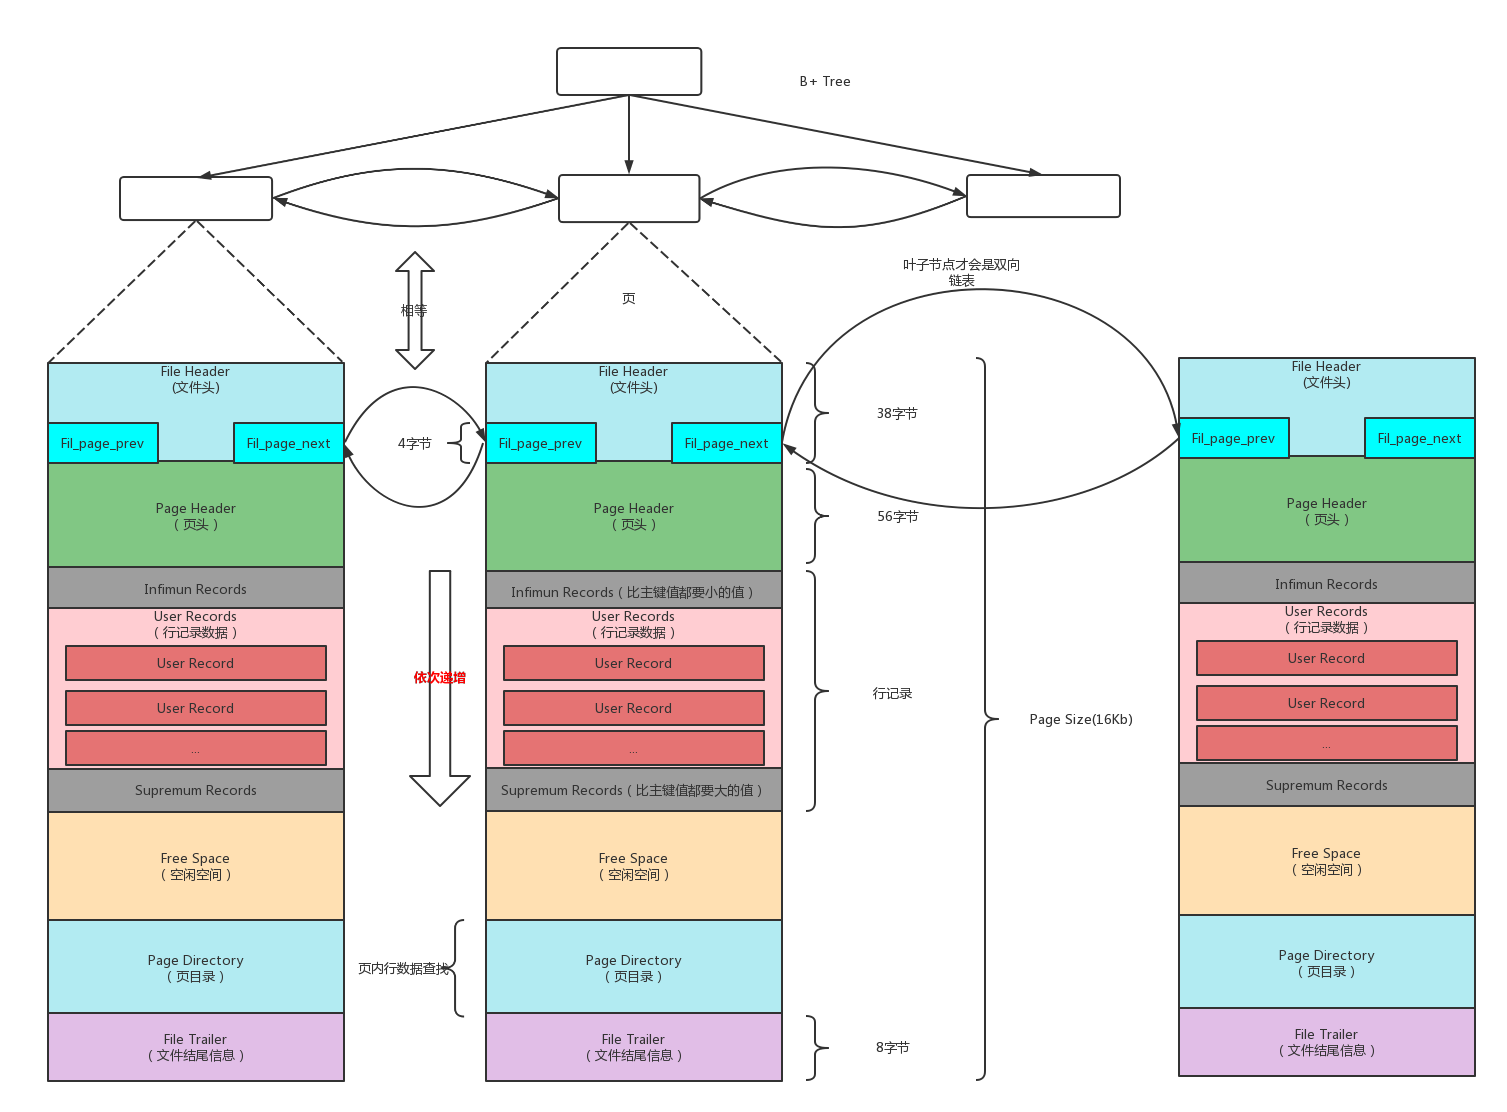 B+ Tree
叶子节点才会是双向
链表
相等
页
File Header
(文件头)
Fil_page_prev
Fil_page_next
Page Header
（ 页头 ）
Infimun Records
User Records
（ 行记录数据 ）
User Record
User Record
...
Supremum Records
Free Space
（ 空闲空间 ）
Page Directory
（ 页目录 ）
File Trailer
（ 文件结尾信息 ）
4字节
依次递增
页内行数据查找
File Header
(文件头)
Fil_page_prev
Fil_page_next
Page Header
（ 页头 ）
Infimun Records（ 比主键值都要小的值 ）
User Records
（ 行记录数据 ）
User Record
User Record
...
Supremum Records（ 比主键值都要大的值 ）
Free Space
（ 空闲空间 ）
Page Directory
（ 页目录 ）
File Trailer
（ 文件结尾信息 ）
38字节
56字节
行记录
8字节
Page Size(16Kb)
File Header
(文件头)
Fil_page_prev
Fil_page_next
Page Header
（ 页头 ）
Infimun Records
User Records
（ 行记录数据 ）
User Record
User Record
...
Supremum Records
Free Space
（ 空闲空间 ）
Page Directory
（ 页目录 ）
File Trailer
（ 文件结尾信息 ）